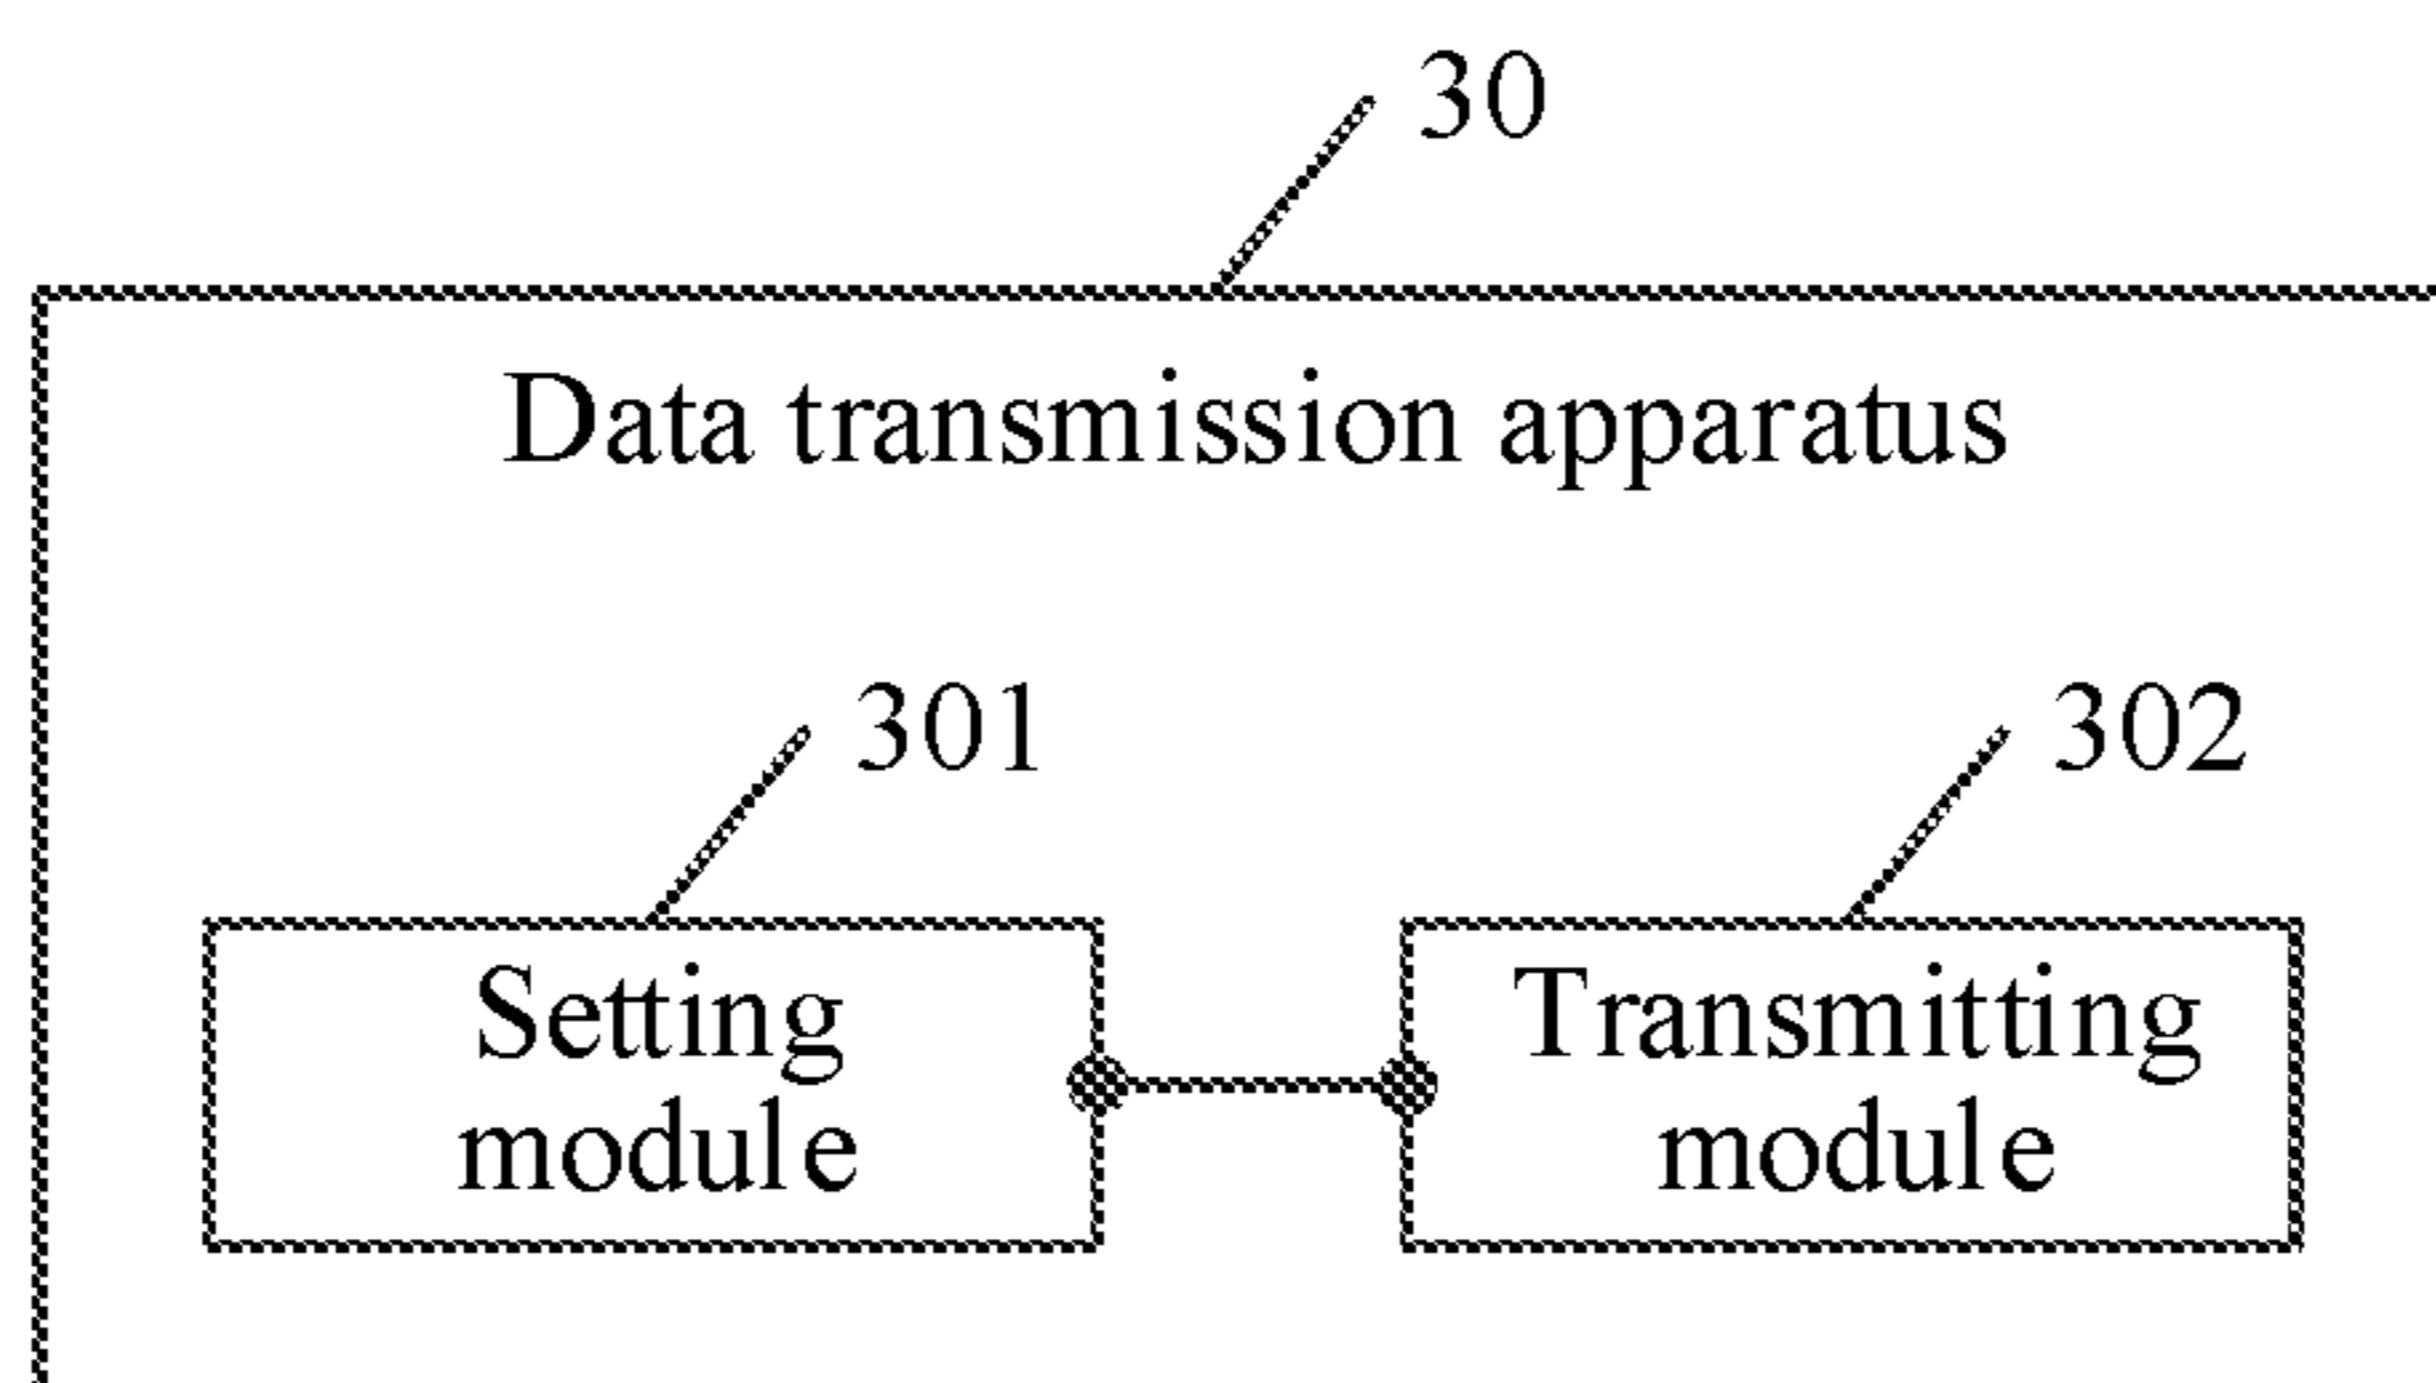 30
Data transmission apparatus
301
302
Setting
module
Transmitting
module